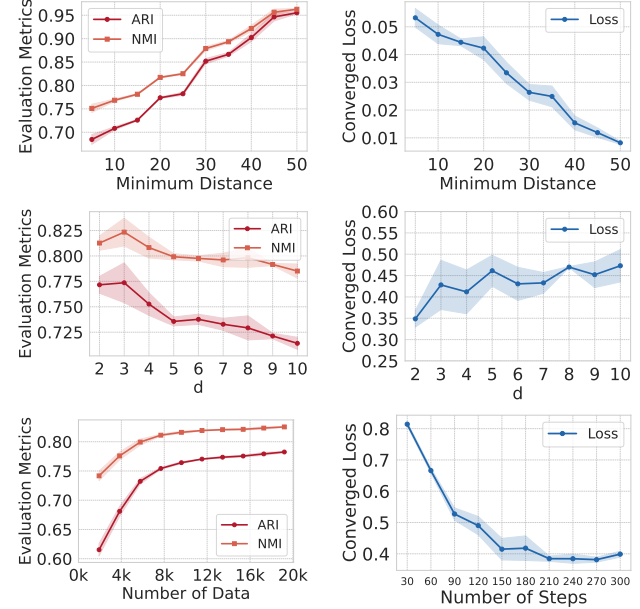 Evaluation Metrics
0.95
0.90
0.85
0.80
0.75
0.70
ARI
NMI
10 20 30 40 50
Minimum Distance
Converged Loss
0.05
0.04
0.03
0.02
0.01
Loss
10 20 30 40 50
Minimum Distance
Evaluation Metrics
0.825
0.800
0.775
0.750
0.725
ARI
NMI
2 3 4 5 6 7 8 9 10
d
Converged Loss
0.60
0.55
0.50
0.45
0.40
0.35
0.30
0.25
Loss
2 3 4 5 6 7 8 9 10
d
Evaluation Metrics
0.80
0.75
0.70
0.65
0.60
ARI
NMI
0k 4k 8k 12k 16k 20k
Number of Data
Converged Loss
0.8
0.7
0.6
0.5
0.4
Loss
30 60 90 120 150 180 210 240 270 300
Number of Steps